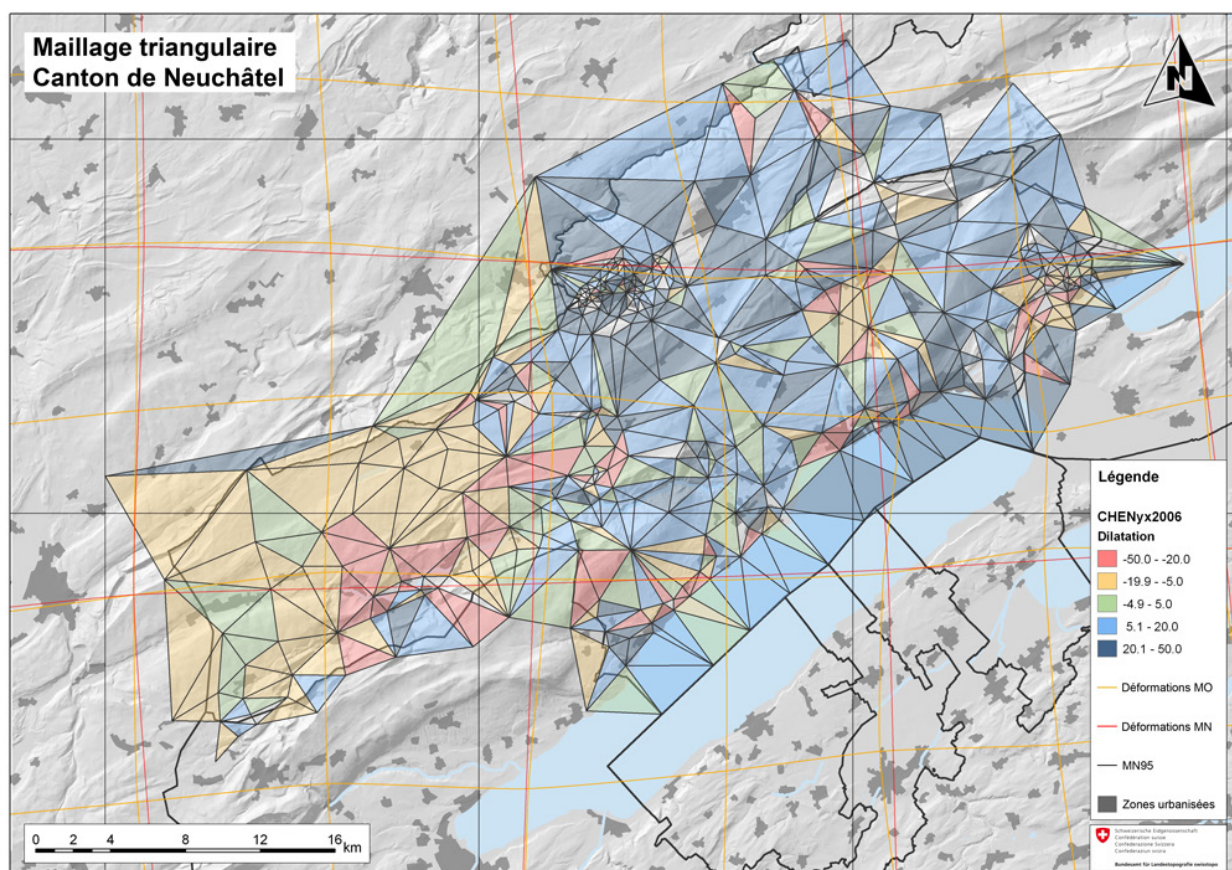 Maillage triangulaire
Canton de Neuchâtel
N
Légende
CHENyx2006
Dilatation
-50.0 - -20.0
-19.9 - -5.0
-4.9 - 5.0
5.1 - 20.0
20.1 - 50.0
Déformations MO
Déformations MN
MN95
Zones urbanisées
0 2 4 8 12 16
km
Schweizerische Eidgenossenschaft
Confédération suisse
Confederazione Svizzera
Confederaziun svizra
Bundesamt für Landestopografie swisstopo